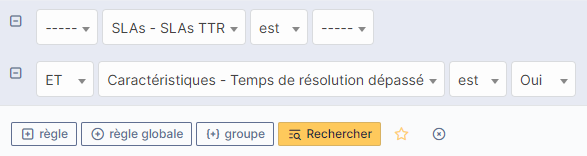 ----- SLAs - SLAs TTR est -----
ET Caractéristiques - Temps de résolution dépassé est Oui
règle règle globale groupe Rechercher